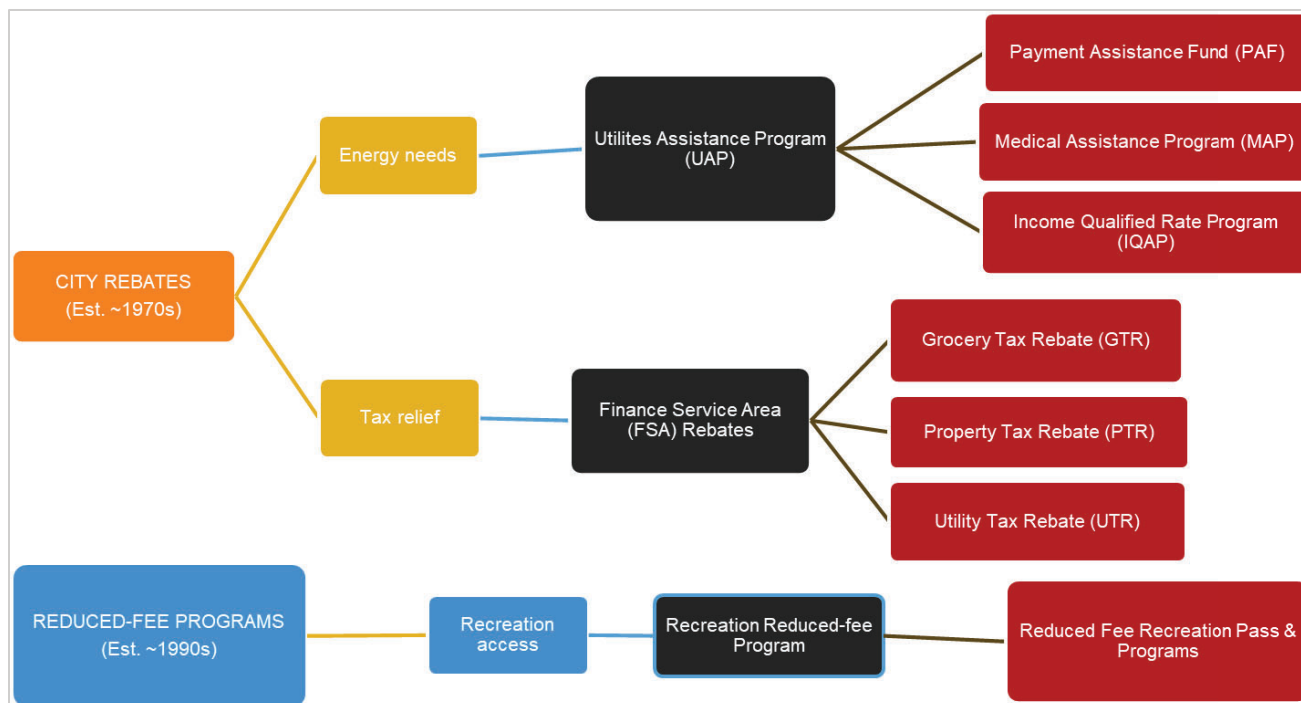 Payment Assistance Fund (PAF)
Energy needs
Utilites Assistance Program
(UAP)
Medical Assistance Program (MAP)
Income Qualified Rate Program
(IQAP)
CITY REBATES
(Est. ~1970s)
Tax relief
Finance Service Area
(FSA) Rebates
Grocery Tax Rebate (GTR)
Property Tax Rebate (PTR)
Utility Tax Rebate (UTR)
REDUCED-FEE PROGRAMS
(Est. ~1990s)
Recreation
access
Recreation Reduced-fee
Program
Reduced Fee Recreation Pass &
Programs